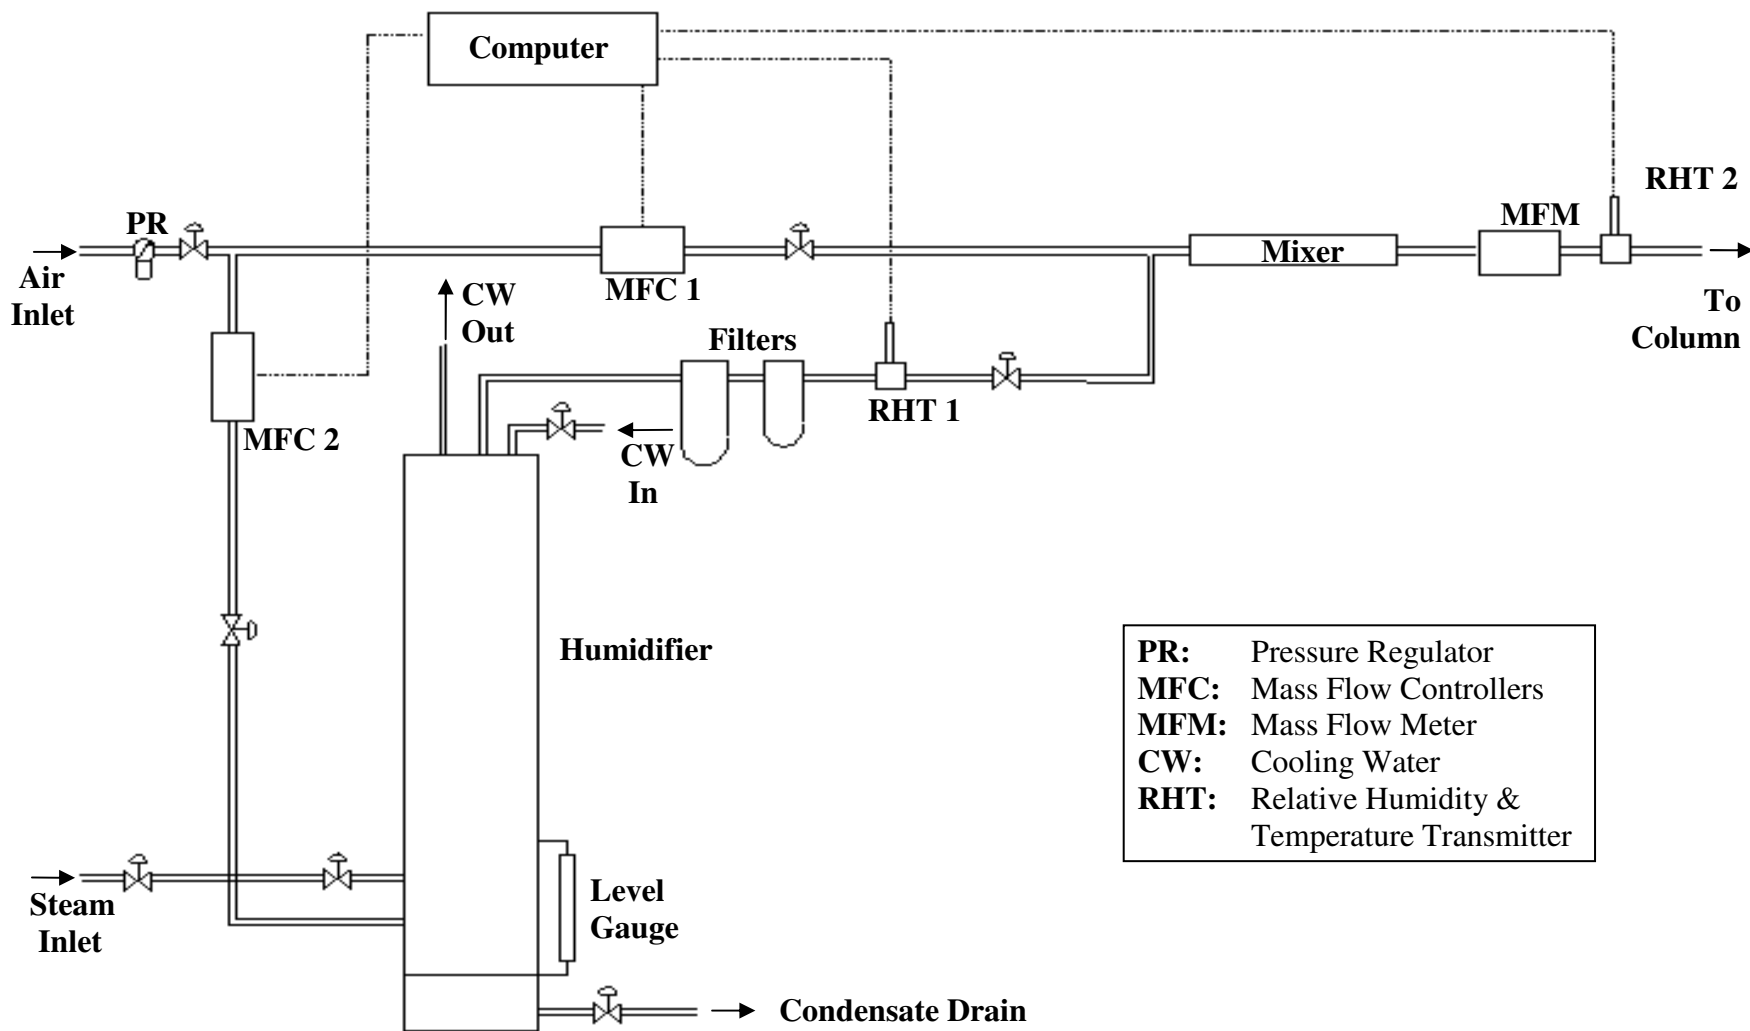 Computer
RHT 2
PR
MFM
Mixer
Air
Inlet
MFC 1
CW
Out
To
Column
Filters
RHT 1
MFC 2
CW
In
Humidifier
PR: Pressure Regulator
MFC: Mass Flow Controllers
MFM: Mass Flow Meter
CW: Cooling Water
RHT: Relative Humidity &
Temperature Transmitter
Steam
Inlet
Level
Gauge
Condensate Drain